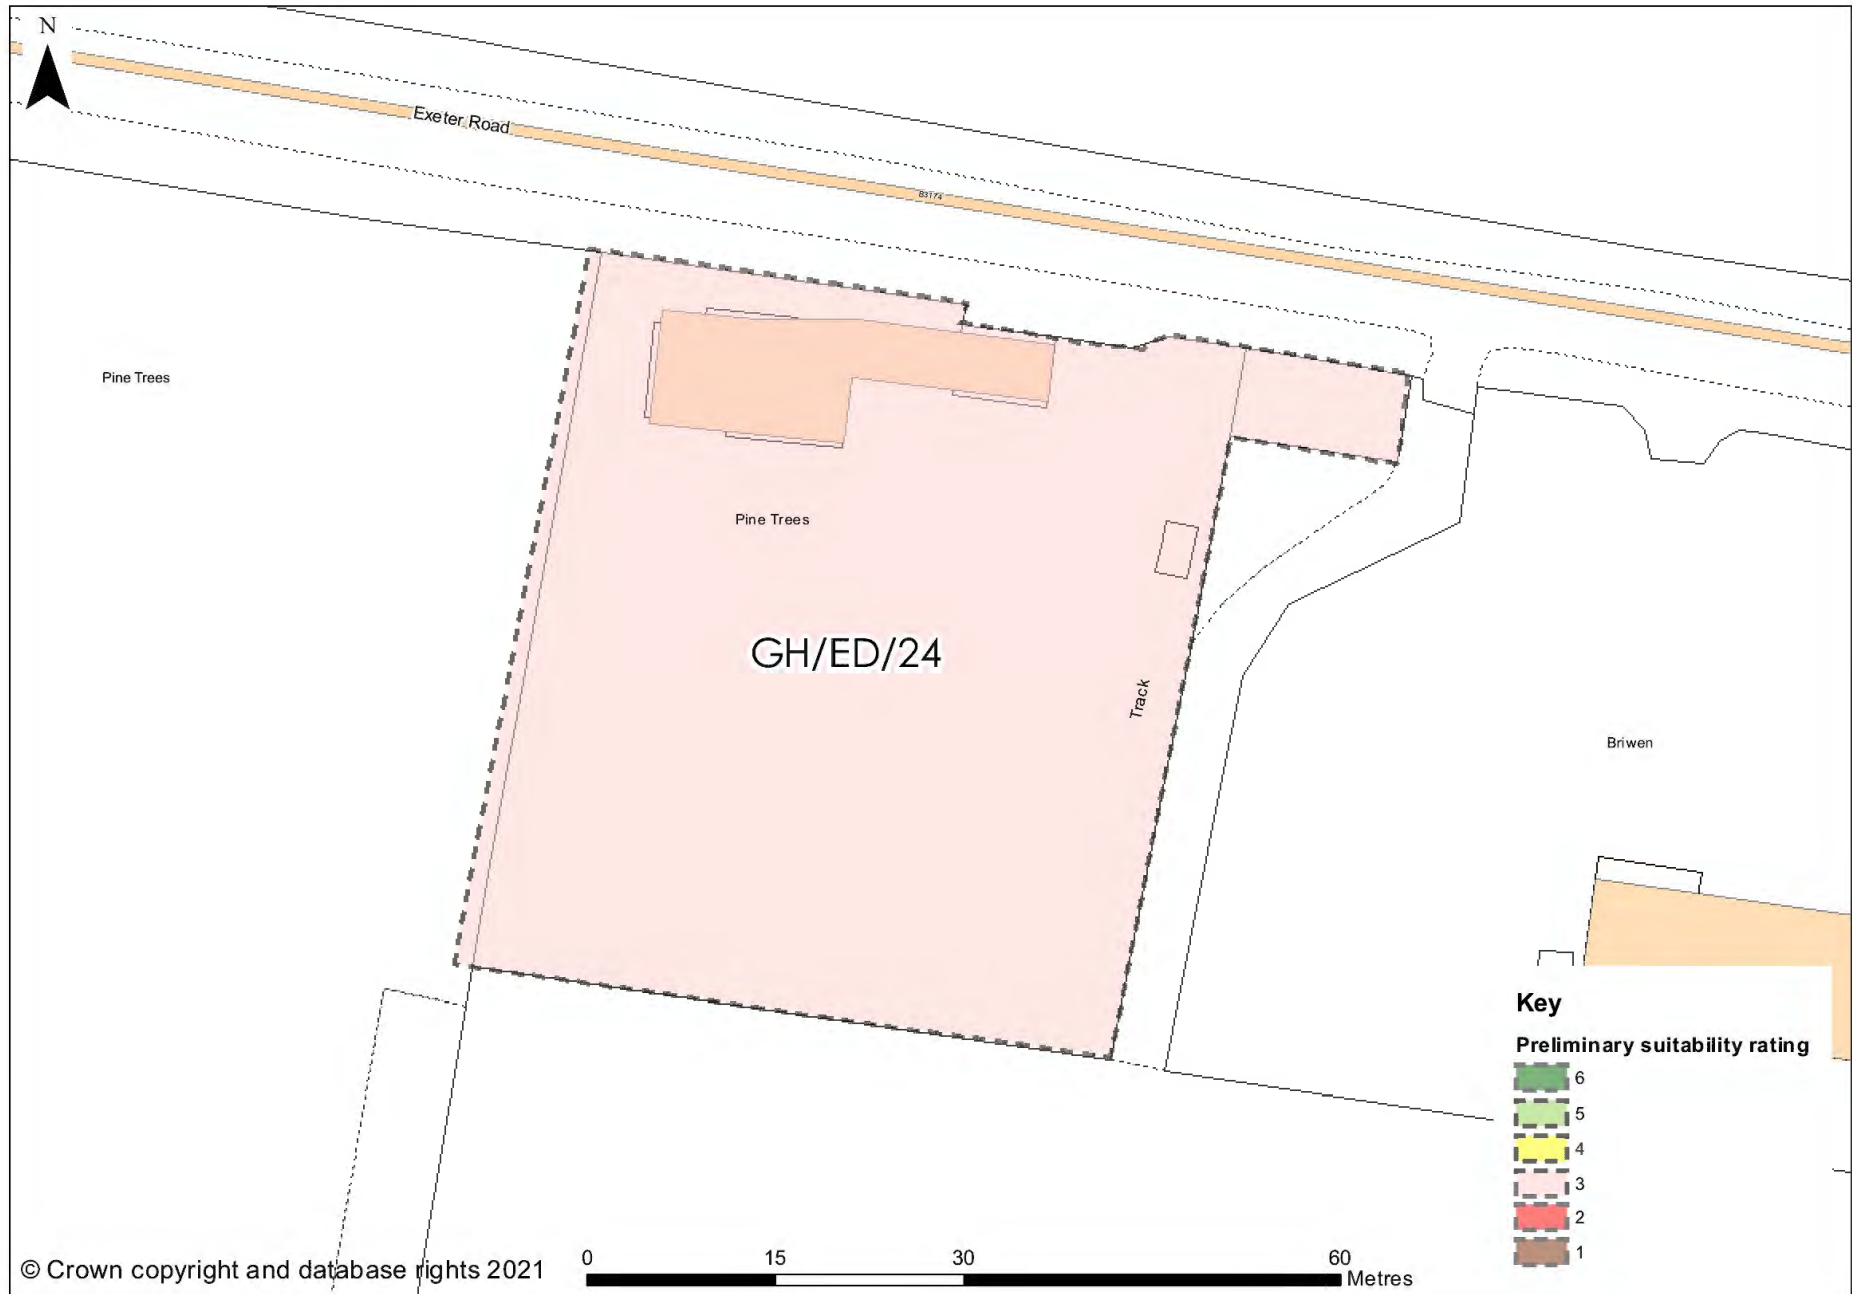 N
Exeter Road
B3174
Pine Trees
Pine Trees
GH/ED/24
Track
Briwen
Key
Preliminary suitability rating
6
5
4
3
2
1
0 15 30 60
Metres
© Crown copyright and database rights 2021